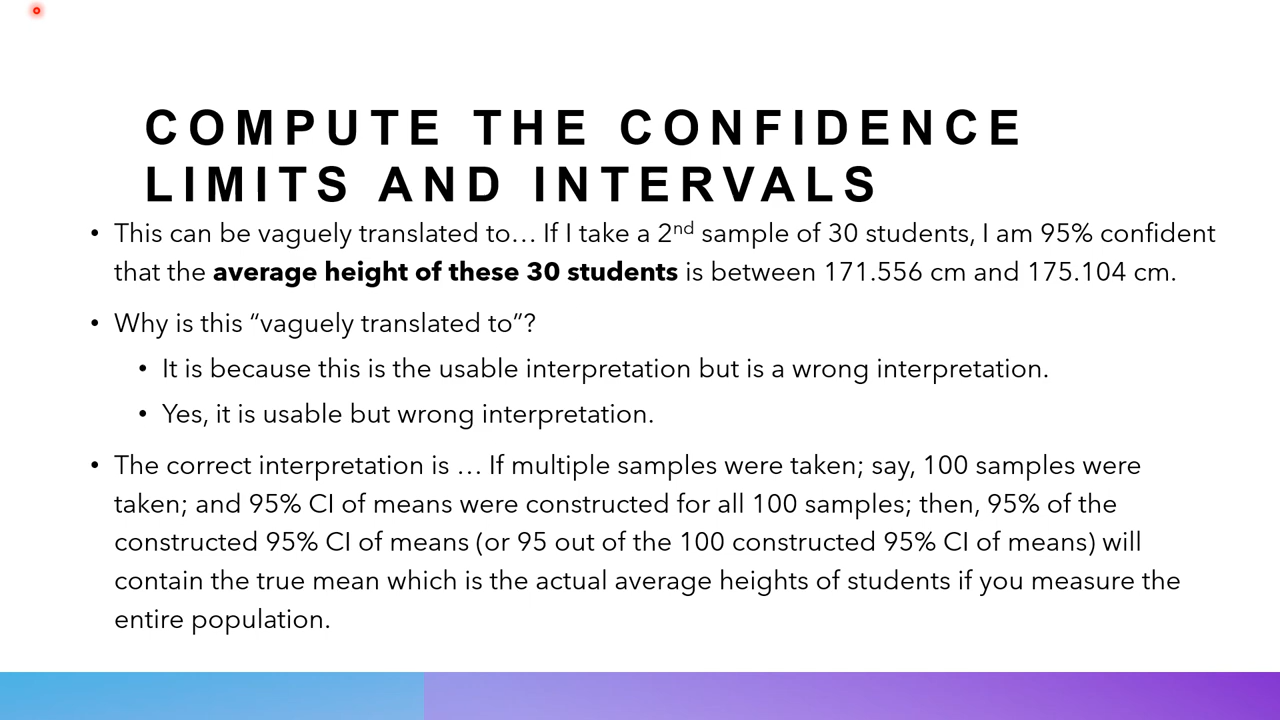 COMPUTE THE CONFIDENCE
LIMITS AND INTERVALS
• This can be vaguely translated to… If I take a 2nd sample of 30 students, I am 95% confident
that the average height of these 30 students is between 171.556 cm and 175.104 cm.
• Why is this “vaguely translated to”?
• It is because this is the usable interpretation but is a wrong interpretation.
• Yes, it is usable but wrong interpretation.
• The correct interpretation is … If multiple samples were taken; say, 100 samples were
taken; and 95% CI of means were constructed for all 100 samples; then, 95% of the
constructed 95% CI of means (or 95 out of the 100 constructed 95% CI of means) will
contain the true mean which is the actual average heights of students if you measure the
entire population.